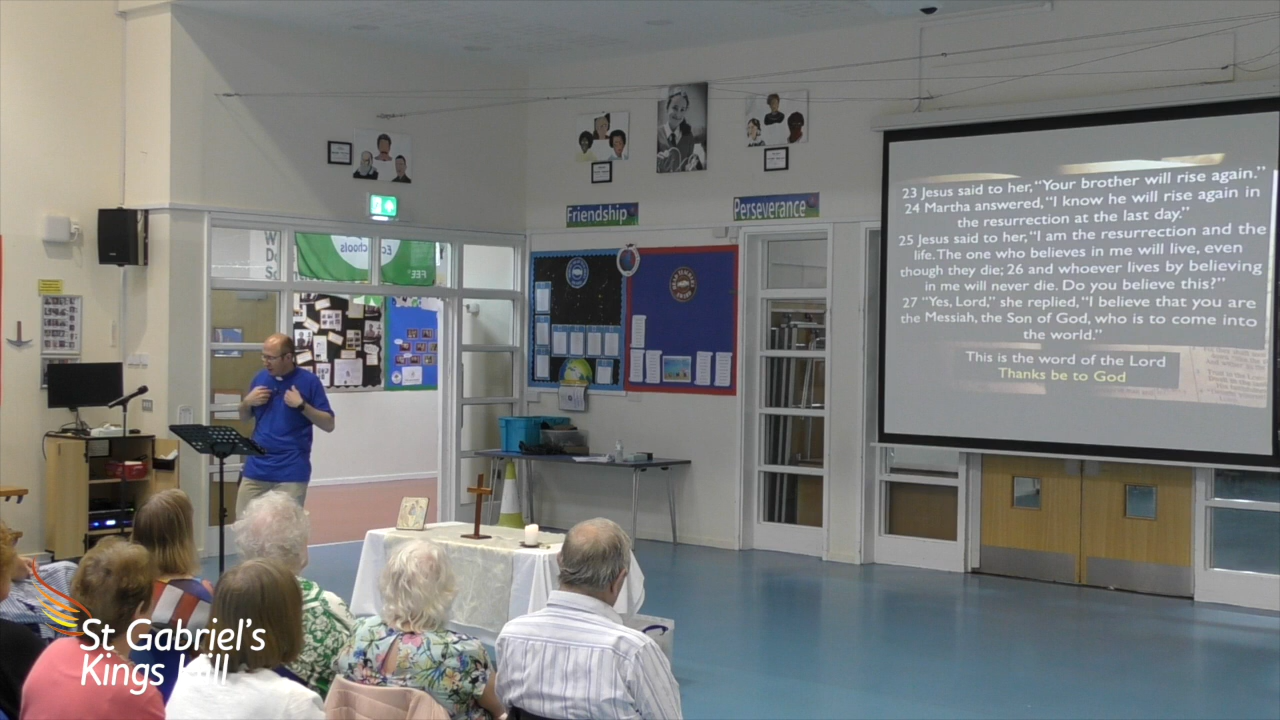 Friendship
Perseverance
Eco
Schools
FEE
23 Jesus said to her, “Your brother will rise again.”
24 Martha answered, “I know he will rise again in
the resurrection at the last day.”
25 Jesus said to her, “I am the resurrection and the
life. The one who believes in me will live, even
though they die; 26 and whoever lives by believing
in me will never die. Do you believe this?”
27 “Yes, Lord,” she replied, “I believe that you are
the Messiah, the Son of God, who is to come into
the world.”
This is the word of the Lord
Thanks be to God
St Gabriel’s
Kings Hill